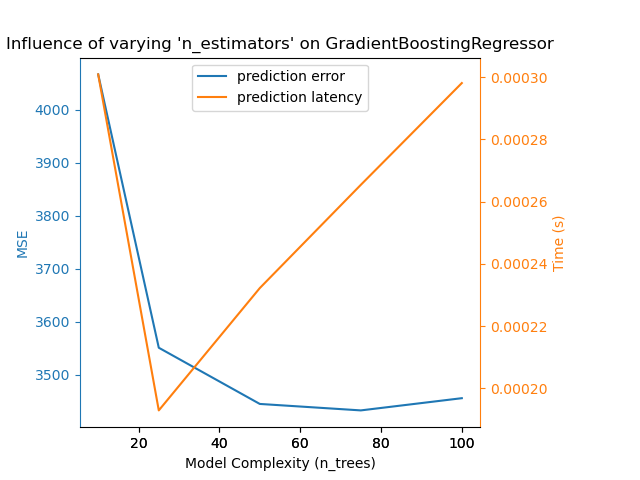 Influence of varying 'n_estimators' on GradientBoostingRegressor
prediction error
prediction latency
MSE
4000
3900
3800
3700
3600
3500
0.00030
0.00028
0.00026
0.00024
0.00022
0.00020
Time (s)
20 40 60 80 100
Model Complexity (n_trees)